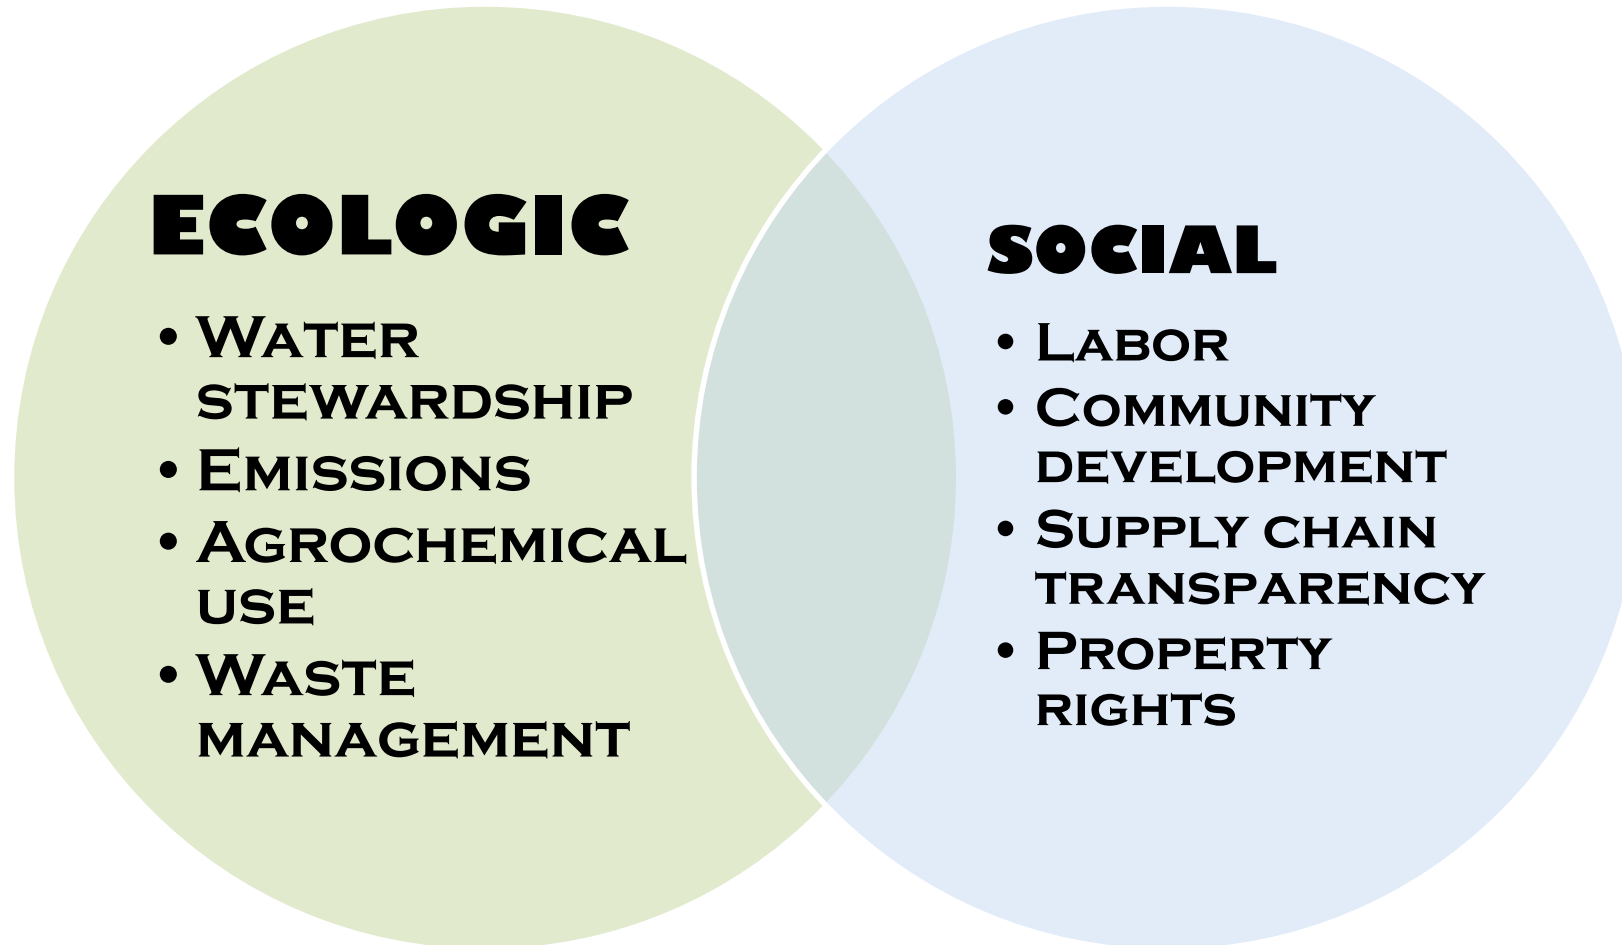 ECOLOGIC
• WATER
STEWARDSHIP
• EMISSIONS
• AGROCHEMICAL
USE
• WASTE
MANAGEMENT
SOCIAL
• LABOR
• COMMUNITY
DEVELOPMENT
• SUPPLY CHAIN
TRANSPARENCY
• PROPERTY
RIGHTS